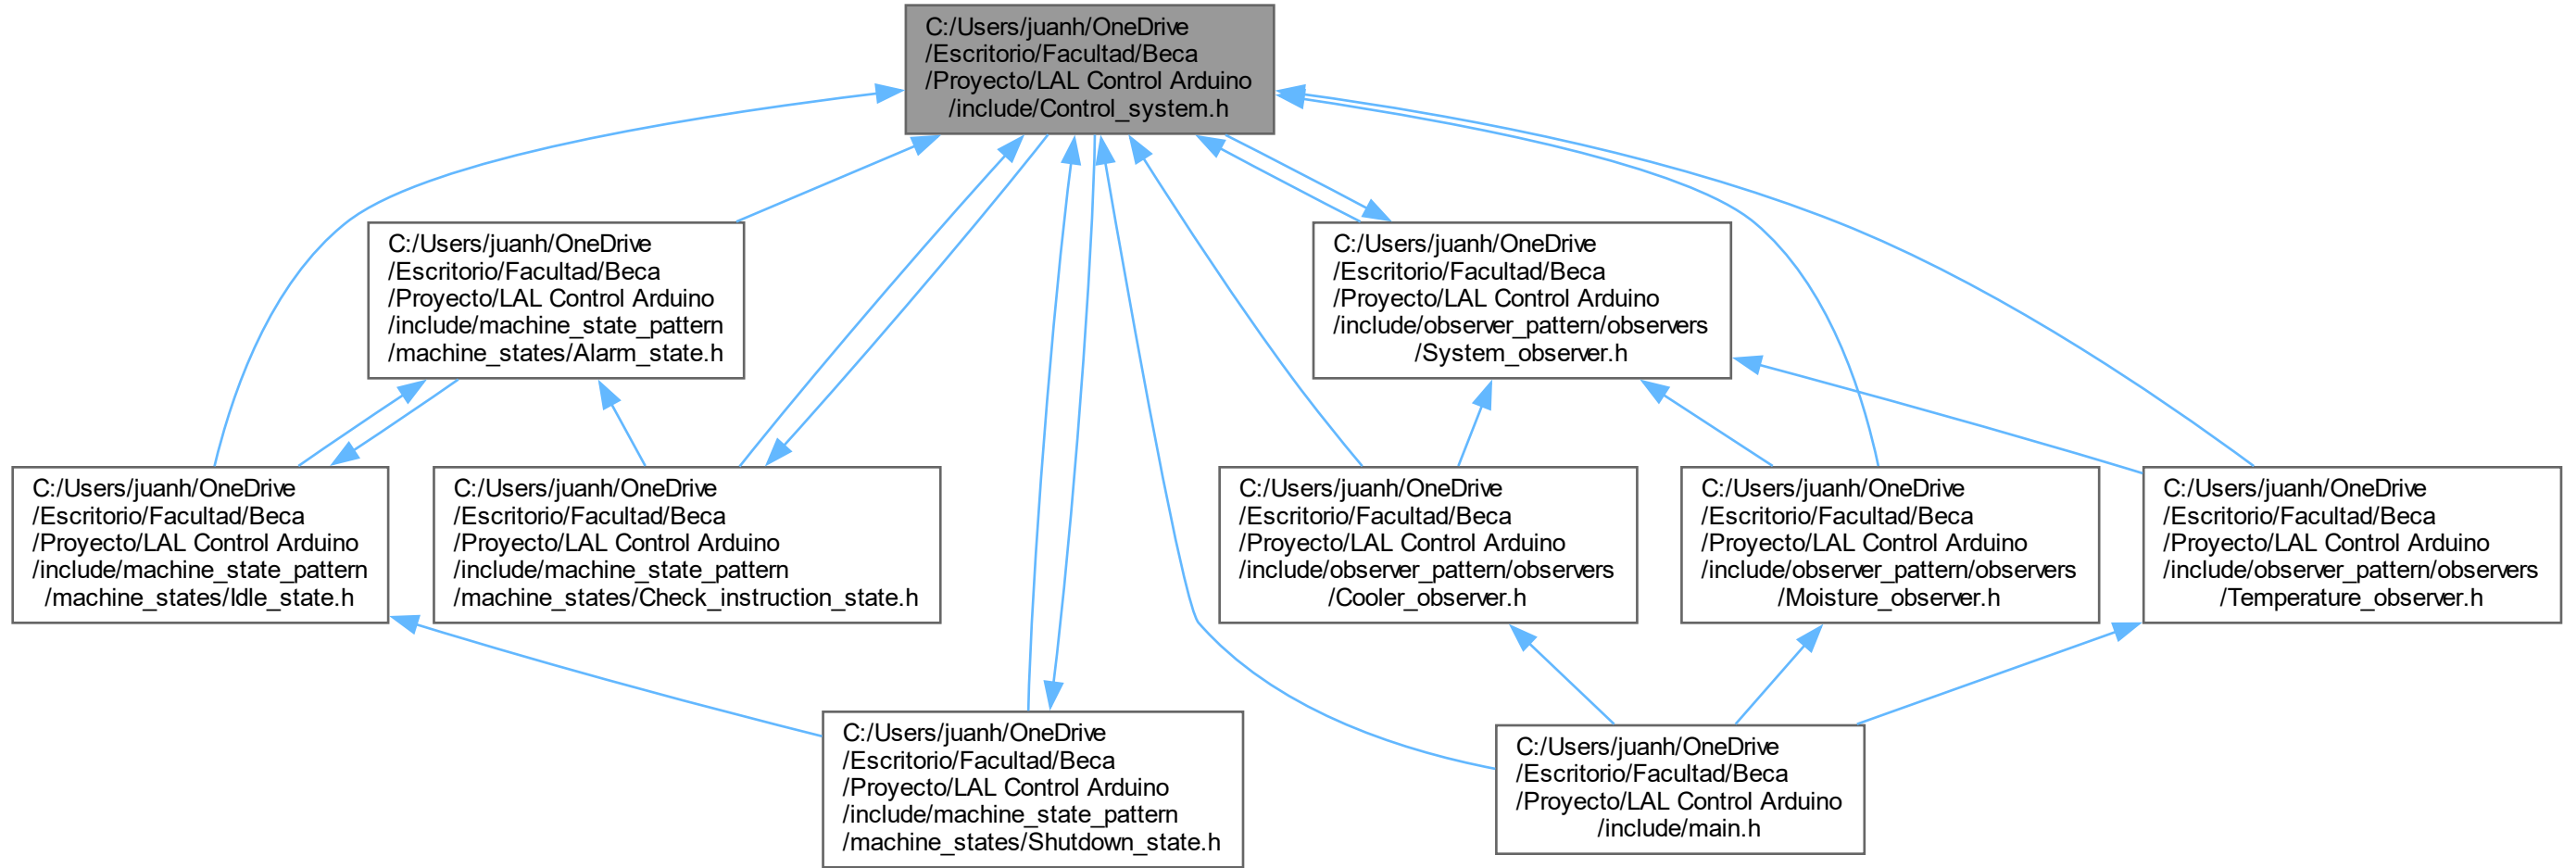 C:/Users/juanh/OneDrive
/Escritorio/Facultad/Beca
/Proyecto/LAL Control Arduino
/include/Control_system.h
C:/Users/juanh/OneDrive
/Escritorio/Facultad/Beca
/Proyecto/LAL Control Arduino
/include/machine_state_pattern
/machine_states/Alarm_state.h
C:/Users/juanh/OneDrive
/Escritorio/Facultad/Beca
/Proyecto/LAL Control Arduino
/include/observer_pattern/observers
/System_observer.h
C:/Users/juanh/OneDrive
/Escritorio/Facultad/Beca
/Proyecto/LAL Control Arduino
/include/machine_state_pattern
/machine_states/Idle_state.h
C:/Users/juanh/OneDrive
/Escritorio/Facultad/Beca
/Proyecto/LAL Control Arduino
/include/machine_state_pattern
/machine_states/Check_instruction_state.h
C:/Users/juanh/OneDrive
/Escritorio/Facultad/Beca
/Proyecto/LAL Control Arduino
/include/observer_pattern/observers
/Cooler_observer.h
C:/Users/juanh/OneDrive
/Escritorio/Facultad/Beca
/Proyecto/LAL Control Arduino
/include/observer_pattern/observers
/Moisture_observer.h
C:/Users/juanh/OneDrive
/Escritorio/Facultad/Beca
/Proyecto/LAL Control Arduino
/include/observer_pattern/observers
/Temperature_observer.h
C:/Users/juanh/OneDrive
/Escritorio/Facultad/Beca
/Proyecto/LAL Control Arduino
/include/machine_state_pattern
/machine_states/Shutdown_state.h
C:/Users/juanh/OneDrive
/Escritorio/Facultad/Beca
/Proyecto/LAL Control Arduino
/include/main.h